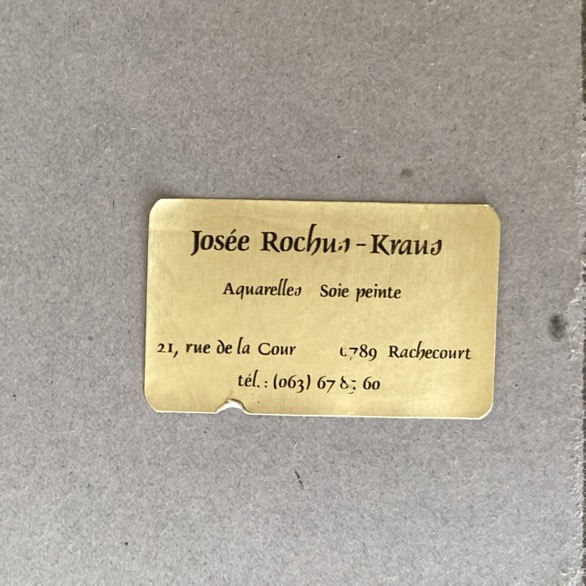 Josée Rochus-Kraus
Aquarelles Soie peinte
21, rue de la Cour Rachecourt
tél.: (063) 67 60